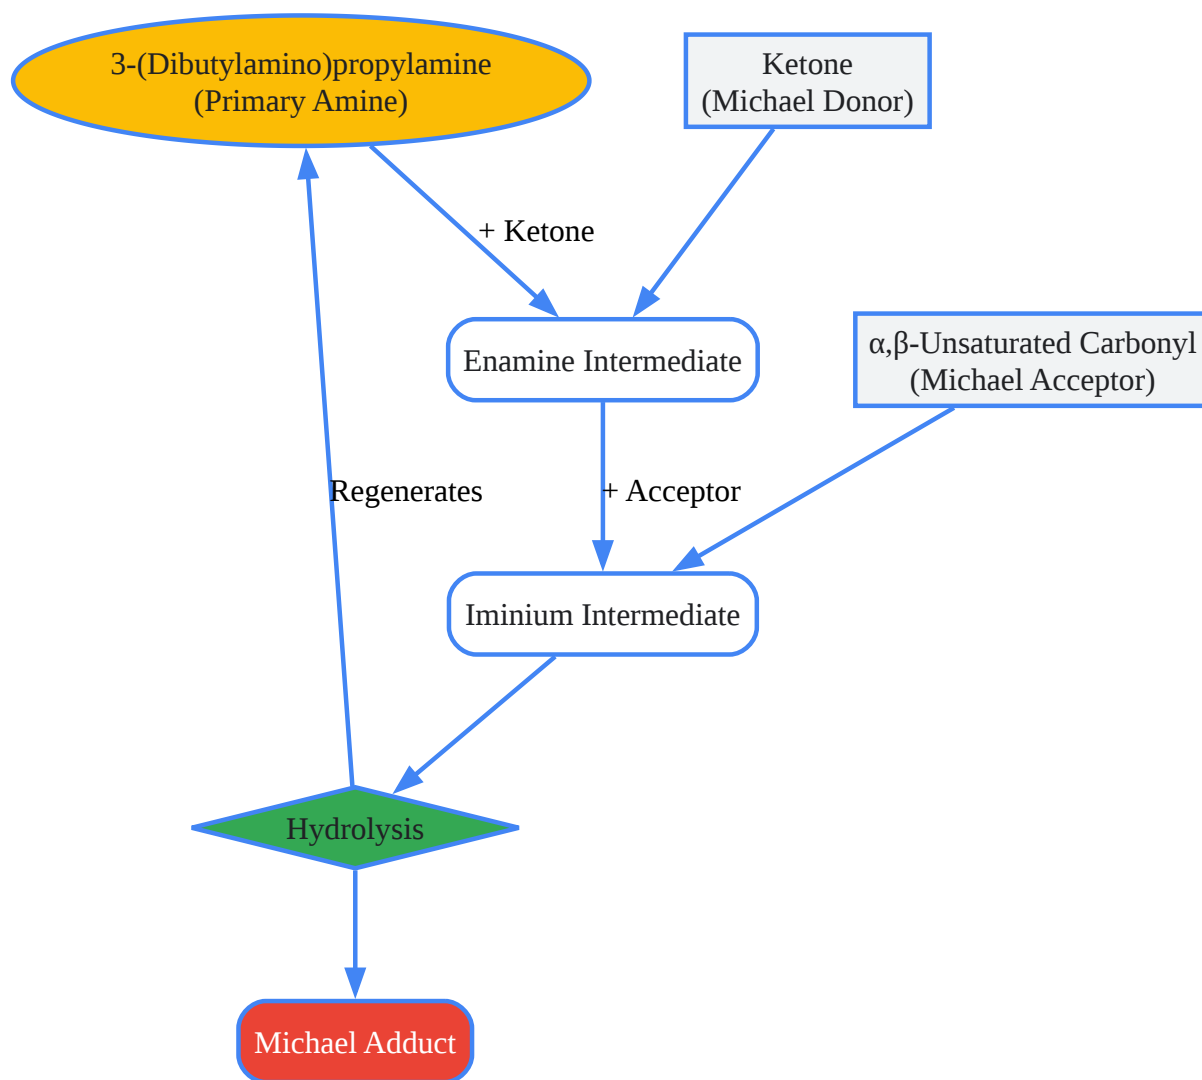 3-(Dibutylamino)propylamine
(Primary Amine)
Ketone
(Michael Donor)
+ Ketone
Enamine Intermediate
α,β-Unsaturated Carbonyl
(Michael Acceptor)
Regenerates
+ Acceptor
Iminium Intermediate
Hydrolysis
Michael Adduct